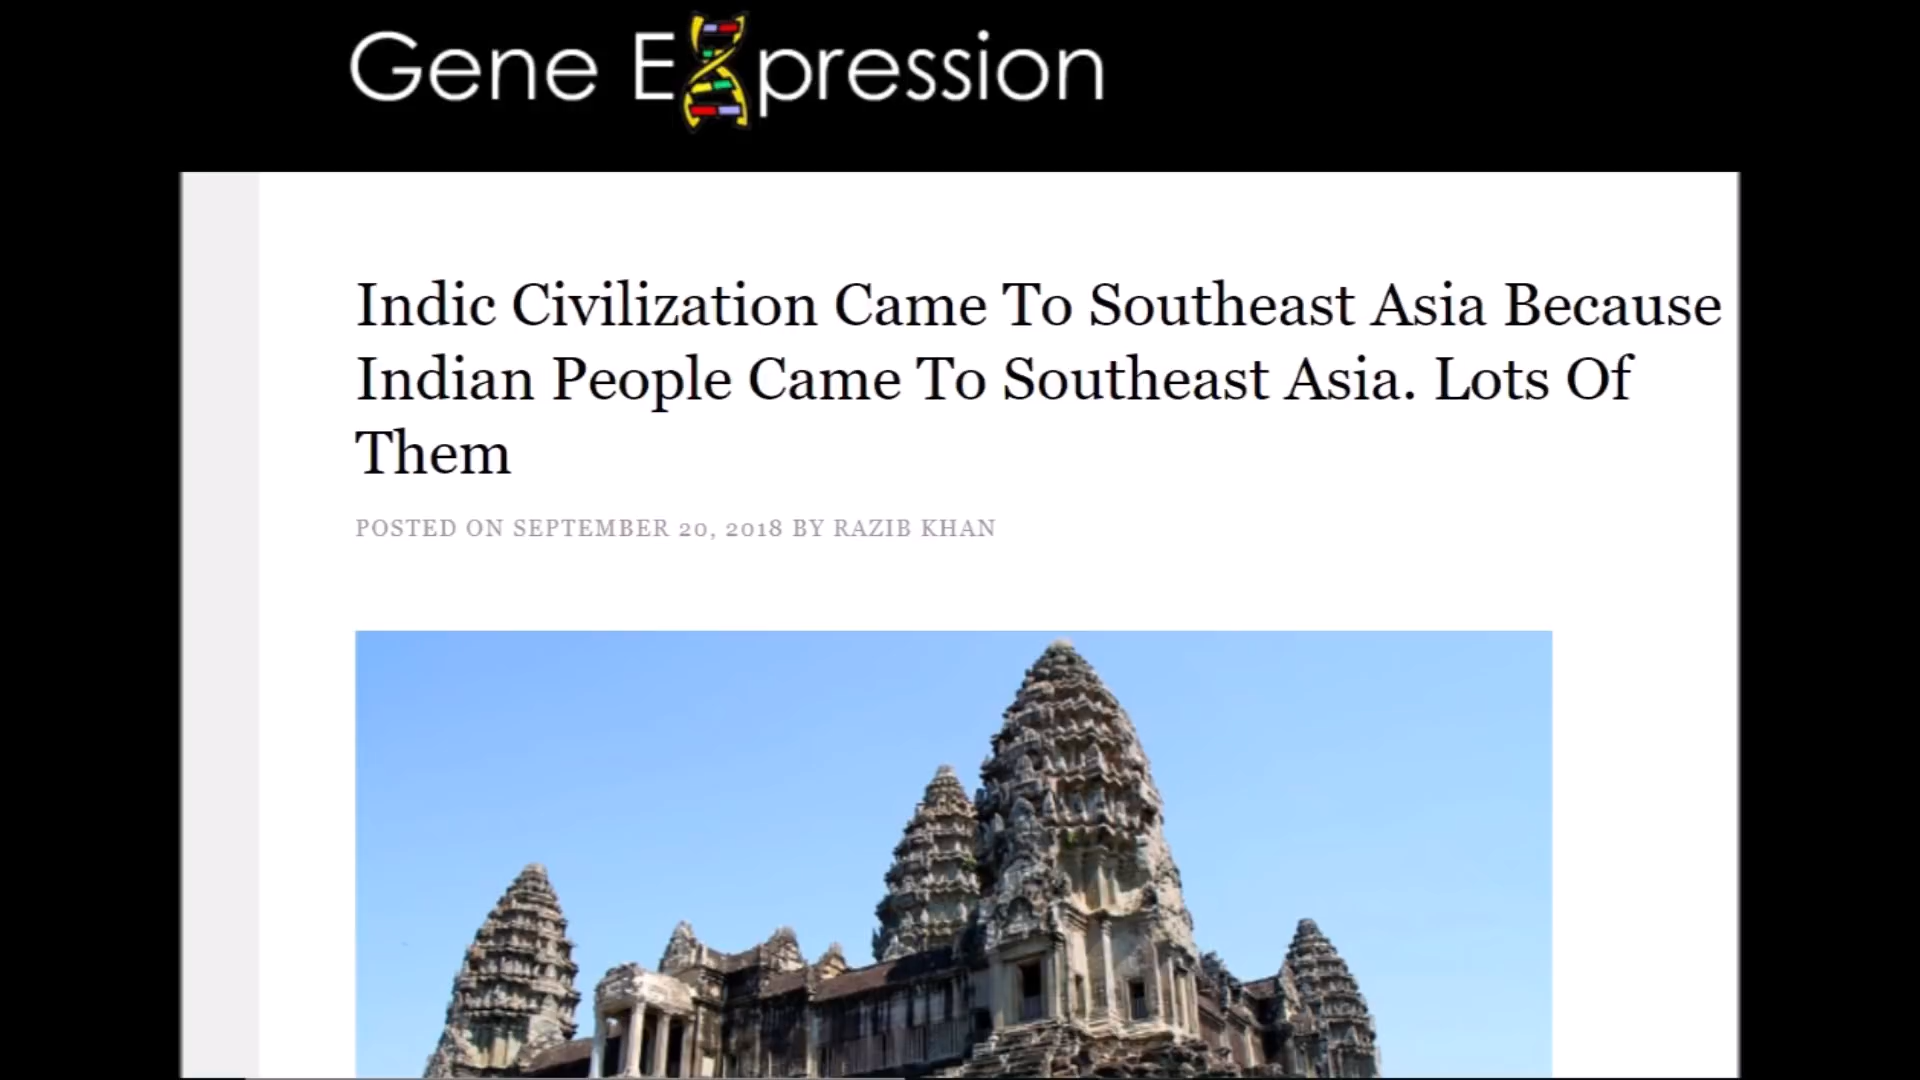 Gene Expression
Indic Civilization Came To Southeast Asia Because
Indian People Came To Southeast Asia. Lots Of
Them
POSTED ON SEPTEMBER 20, 2018 BY RAZIB KHAN